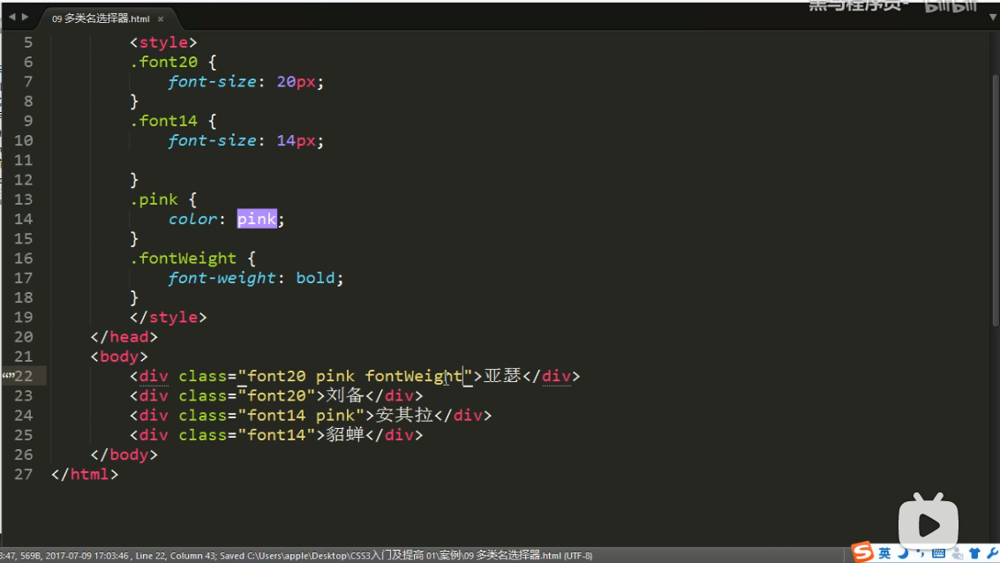 黑马程序员- bilibili
09 多类名选择器.html ×
5 <style>
6 .font20 {
7 font-size: 20px;
8 }
9 .font14 {
10 font-size: 14px;
11
12 }
13 .pink {
14 color: pink;
15 }
16 .fontWeight {
17 font-weight: bold;
18 }
19 </style>
20 </head>
21 <body>
22 <div class="font20 pink fontWeight">亚瑟</div>
23 <div class="font20">刘备</div>
24 <div class="font14 pink">安其拉</div>
25 <div class="font14">貂蝉</div>
26 </body>
27 </html>
3:47, 569B, 2017-07-09 17:03:46, Line 22, Column 43; Saved C:\Users\apple\Desktop\CSS3入门及提高 01\案例\09 多类名选择器.html (UTF-8)
S 英